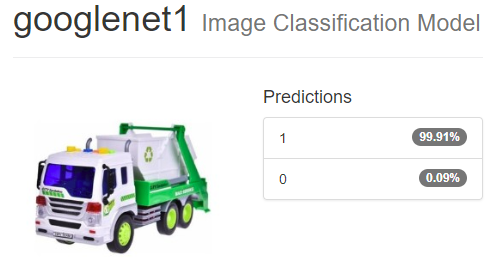 googlenet1 Image Classification Model
Predictions
1 99.91%
0 0.09%